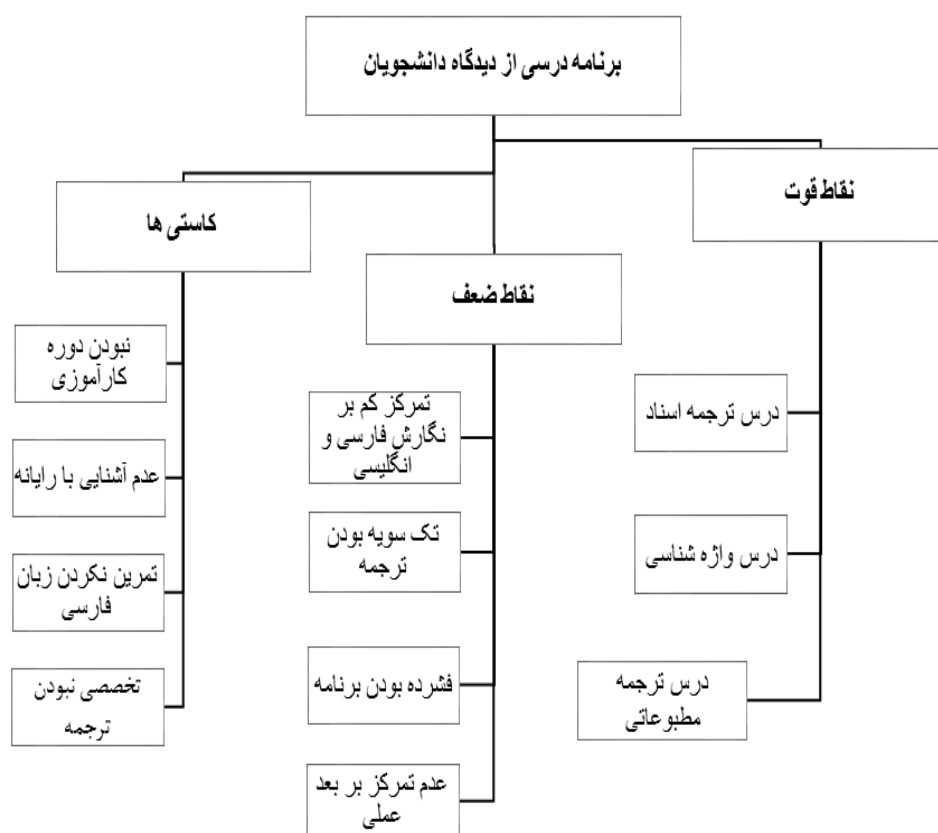 برنامه درسی از دیدگاه دانشجویان
نقاط قوت
درس ترجمه اسناد
درس واژه شناسی
درس ترجمه
مطبوعاتی
نقاط ضعف
تمرکز کم بر
نگارش فارسی و
انگلیسی
تک سویه بودن
ترجمه
فشرده بودن برنامه
عدم تمرکز بر بعد
عملی
کاستی ها
نبودن دوره
کارآموزی
عدم آشنایی با رایانه
تمرین نکردن زبان
فارسی
تخصصی نبودن
ترجمه